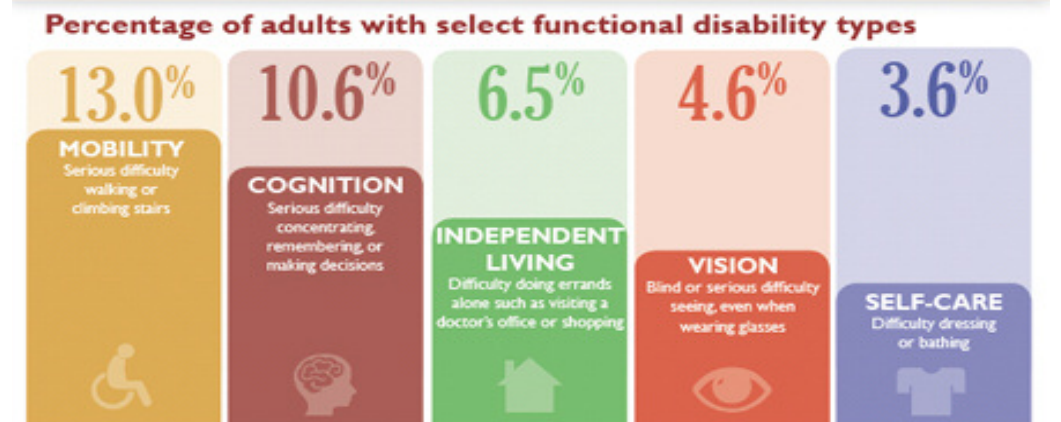 Percentage of adults with select functional disability types
13.0%
MOBILITY
Serious difficulty
walking or
climbing stairs
10.6%
COGNITION
Serious difficulty
concentrating,
remembering, or
making decisions
6.5%
INDEPENDENT
LIVING
Difficulty doing errands
alone such as visiting a
doctor's office or shopping
4.6%
VISION
Blind or serious difficulty
seeing, even when
wearing glasses
3.6%
SELF-CARE
Difficulty dressing
or bathing